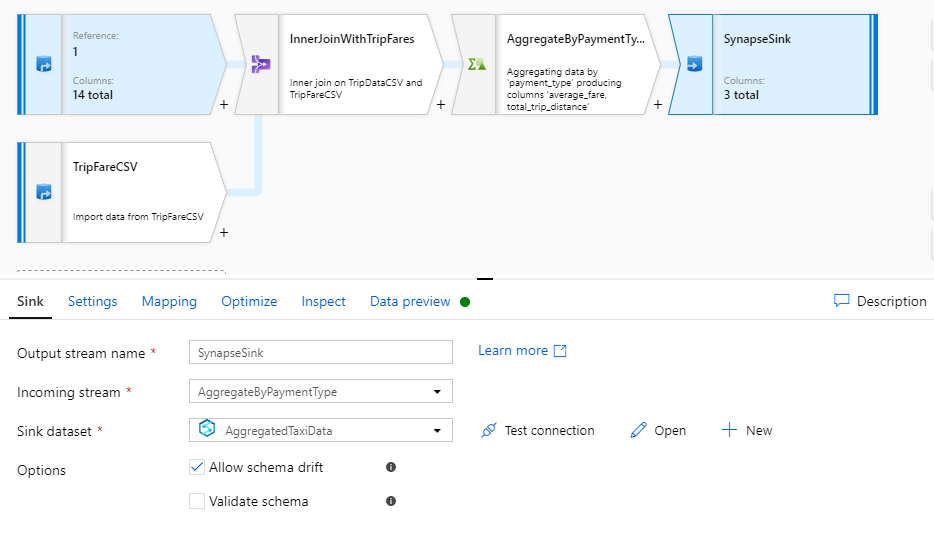 Reference:
1
Columns:
14 total
+
InnerJoinWithTripFares
Inner join on TripDataCSV and
TripFareCSV
+
AggregateByPaymentTy...
Aggregating data by
'payment_type' producing
columns 'average_fare,
total_trip_distance'
+
SynapseSink
Columns:
3 total
TripFareCSV
Import data from TripFareCSV
+
Sink Settings Mapping Optimize Inspect Data preview Description
Output stream name * SynapseSink Learn more
Incoming stream * AggregateByPaymentType
Sink dataset * AggregatedTaxiData Test connection Open New
Options Allow schema drift
Validate schema